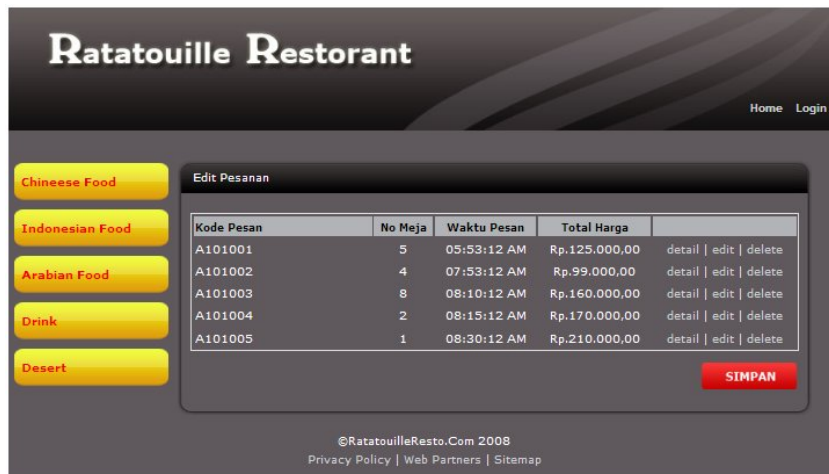 Ratatouille Restorant
Home Login
Chineese Food
Indonesian Food
Arabian Food
Drink
Desert
Edit Pesanan
Kode Pesan No Meja Waktu Pesan Total Harga
A101001 5 05:53:12 AM Rp.125.000,00 detail | edit | delete
A101002 4 07:53:12 AM Rp.99.000,00 detail | edit | delete
A101003 8 08:10:12 AM Rp.160.000,00 detail | edit | delete
A101004 2 08:15:12 AM Rp.170.000,00 detail | edit | delete
A101005 1 08:30:12 AM Rp.210.000,00 detail | edit | delete
SIMPAN
©RatatouilleResto.Com 2008
Privacy Policy | Web Partners | Sitemap